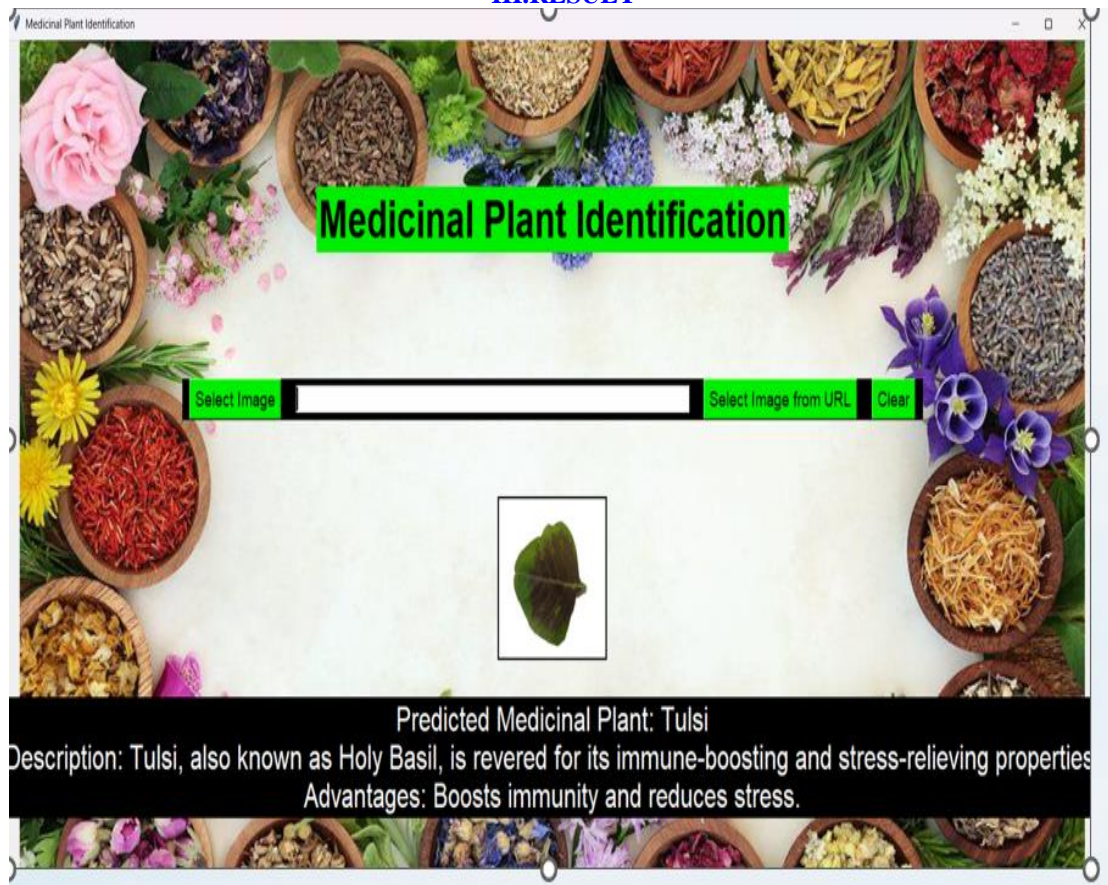 III.RESULT
Medicinal Plant Identification
Medicinal Plant Identification
Select Image
Select Image from URL
Clear
Predicted Medicinal Plant: Tulsi
Description: Tulsi, also known as Holy Basil, is revered for its immune-boosting and stress-relieving properties
Advantages: Boosts immunity and reduces stress.